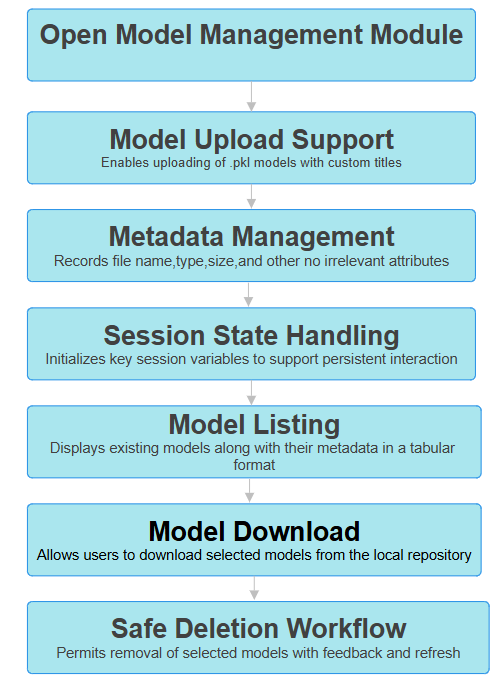 Open Model Management Module
Model Upload Support
Enables uploading of .pkl models with custom titles
Metadata Management
Records file name,type,size,and other no irrelevant attributes
Session State Handling
Initializes key session variables to support persistent interaction
Model Listing
Displays existing models along with their metadata in a tabular
format
Model Download
Allows users to download selected models from the local repository
Safe Deletion Workflow
Permits removal of selected models with feedback and refresh